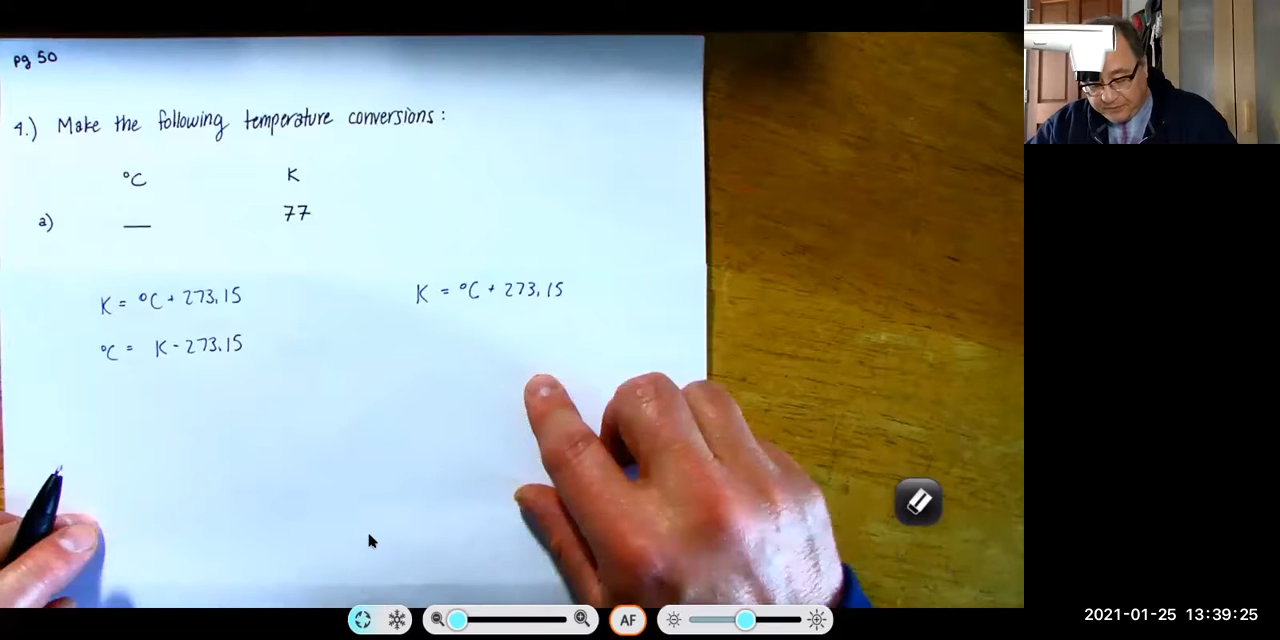 pg 50
4.) Make the following temperature conversions:
°C K
a) __ 77
K = °C + 273.15 K = °C + 273.15
°C = K - 273.15
AF
2021-01-25 13:39:25